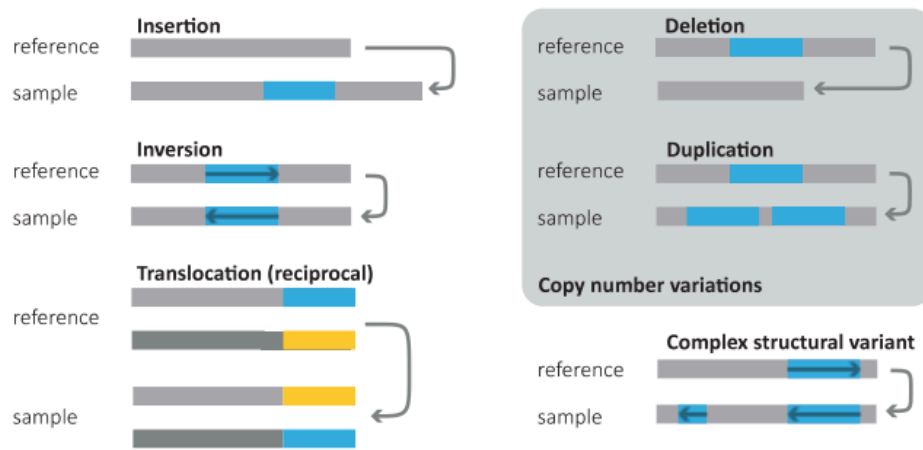 Insertion
reference
sample
Inversion
reference
sample
Translocation (reciprocal)
reference
sample
Deletion
reference
sample
Duplication
reference
sample
Copy number variations
Complex structural variant
reference
sample